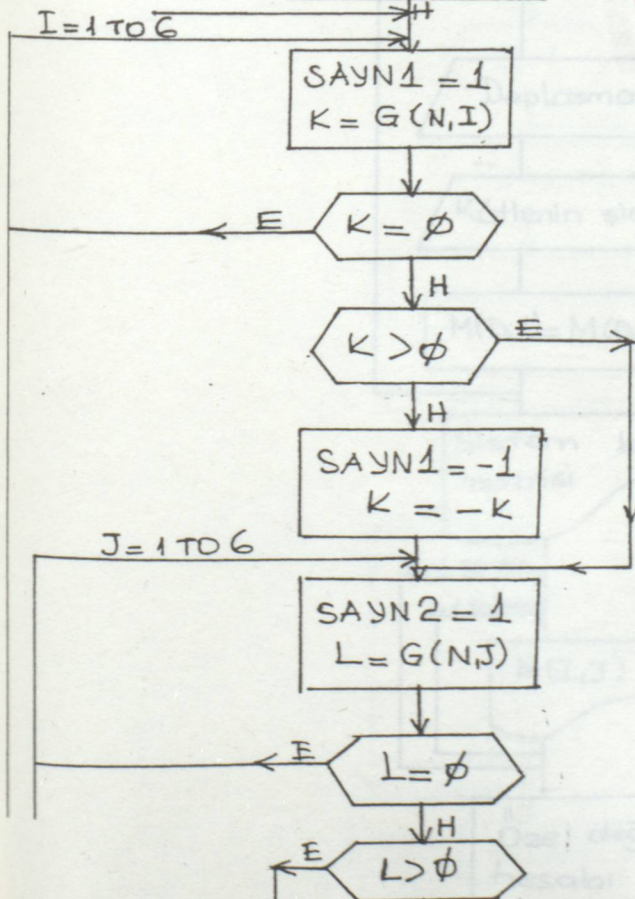 H
I=1 TO 6
SAYN1 = 1
K = G(N,I)
E
K = φ
H
K > φ
E
H
SAYN1 = -1
K = -K
J=1 TO 6
SAYN2 = 1
L = G(N,J)
E
L = φ
H
E
L > φ